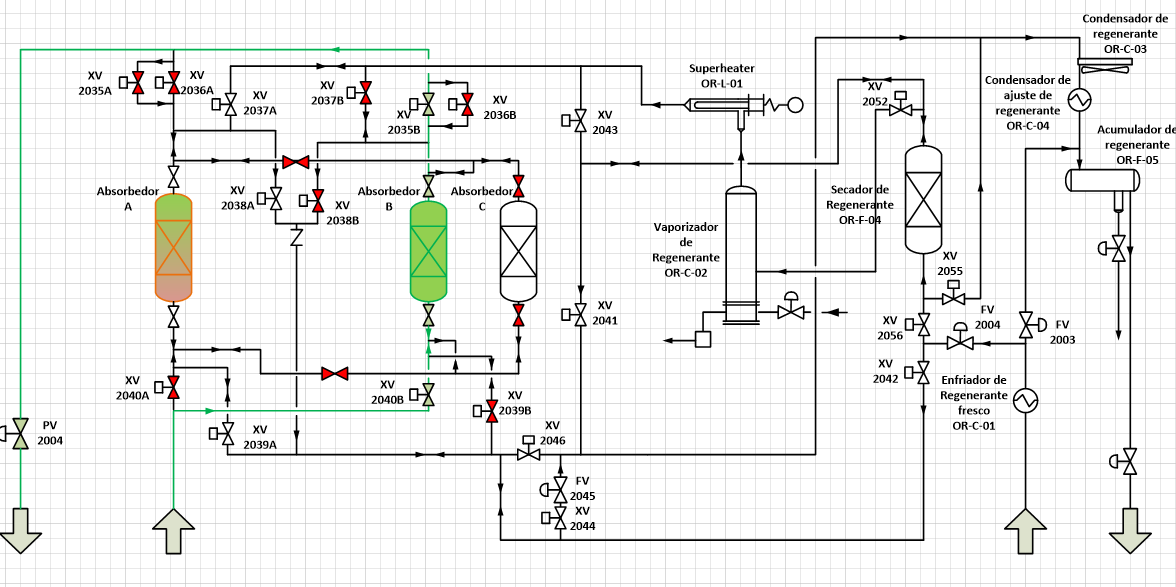 Condensador de
regenerante
OR-C-03
Superheater
OR-L-01
XV
2035A
XV
2036A
XV
2037A
XV
2037B
XV
2035B
XV
2036B
XV
2043
XV
2052
Condensador de
ajuste de
regenerante
OR-C-04
Acumulador de
regenerante
OR-F-05
Absorbedor
A
XV
2038A
XV
2038B
Absorbedor
B
Absorbedor
C
Secador de
Regenerante
OR-F-04
Vaporizador
de
Regenerante
OR-C-02
XV
2041
XV
2055
XV
2056
FV
2004
FV
2003
XV
2042
XV
2040A
XV
2040B
XV
2039B
Enfriador de
Regenerante
fresco
OR-C-01
PV
2004
XV
2039A
XV
2046
FV
2045
XV
2044